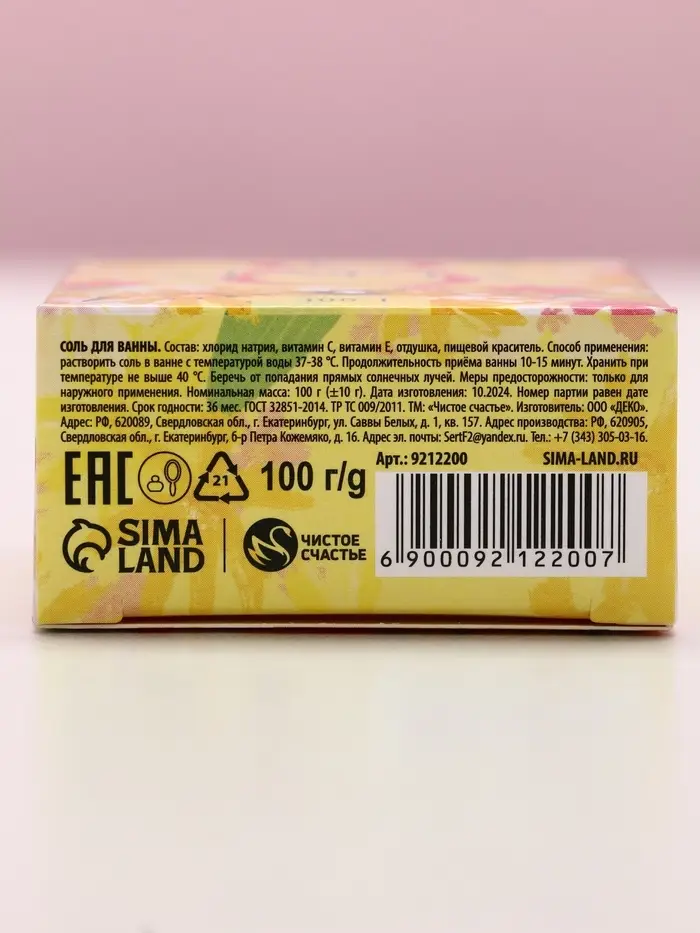 СОЛЬ ДЛЯ ВАННЫ. Состав: хлорид натрия, витамин С, витамин Е, отдушка, пищевой краситель. Способ применения:
растворить соль в ванне с температурой воды 37-38 °С. Продолжительность приёма ванны 10-15 минут. Хранить при
температуре не выше 40 °С. Беречь от попадания прямых солнечных лучей. Меры предосторожности: только для
наружного применения. Номинальная масса: 100 г (±10 г). Дата изготовления: 10.2024. Номер партии равен дате
изготовления. Срок годности: 36 мес. ГОСТ 32851-2014. ТР ТС 009/2011. ТМ: «Чистое счастье». Изготовитель: ООО «ДЕКО».
Адрес: РФ, 620089, Свердловская обл., г. Екатеринбург, ул. Саввы Белых, д. 1, кв. 157. Адрес производства: РФ, 620905,
Свердловская обл., г. Екатеринбург, б-р Петра Кожемяко, д. 16. Адрес эл. почты: SertF2@yandex.ru. Тел.: +7 (343) 305-03-16.
EAC 21 100 г/g
Арт.: 9212200 SIMA-LAND.RU
SIMA
LAND
ЧИСТОЕ
СЧАСТЬЕ
6 900092 122007